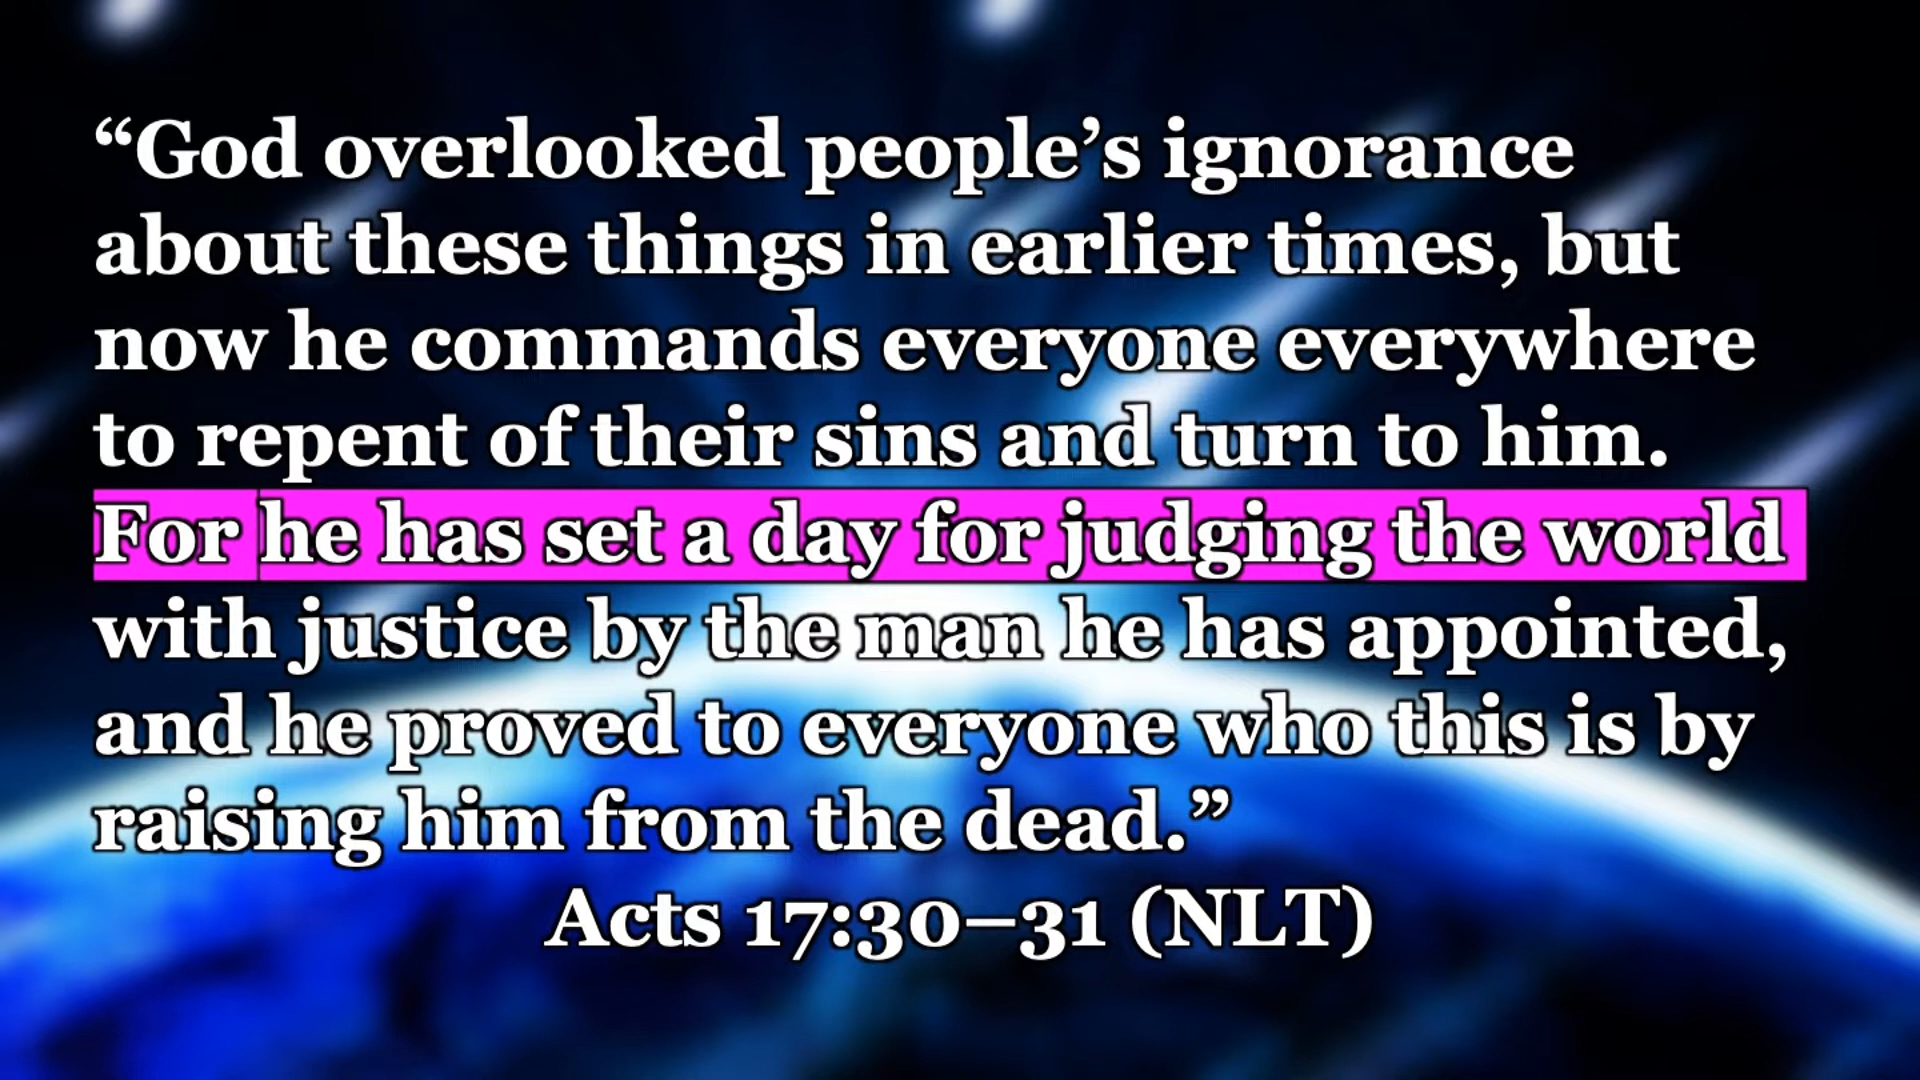 “God overlooked people’s ignorance
about these things in earlier times, but
now he commands everyone everywhere
to repent of their sins and turn to him.
For he has set a day for judging the world
with justice by the man he has appointed,
and he proved to everyone who this is by
raising him from the dead.”
Acts 17:30–31 (NLT)